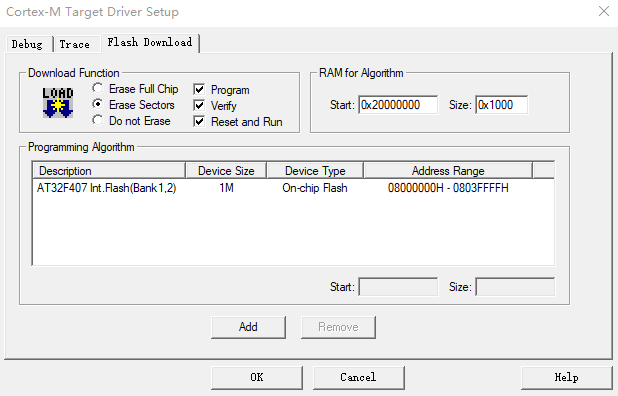 Cortex-M Target Driver Setup
Debug Trace Flash Download
Download Function
LOAD
Erase Full Chip
Erase Sectors
Do not Erase
Program
Verify
Reset and Run
RAM for Algorithm
Start: 0x20000000 Size: 0x1000
Programming Algorithm
Description Device Size Device Type Address Range
AT32F407 Int.Flash(Bank1,2) 1M On-chip Flash 08000000H - 0803FFFFH
Start: Size:
Add Remove
OK Cancel Help